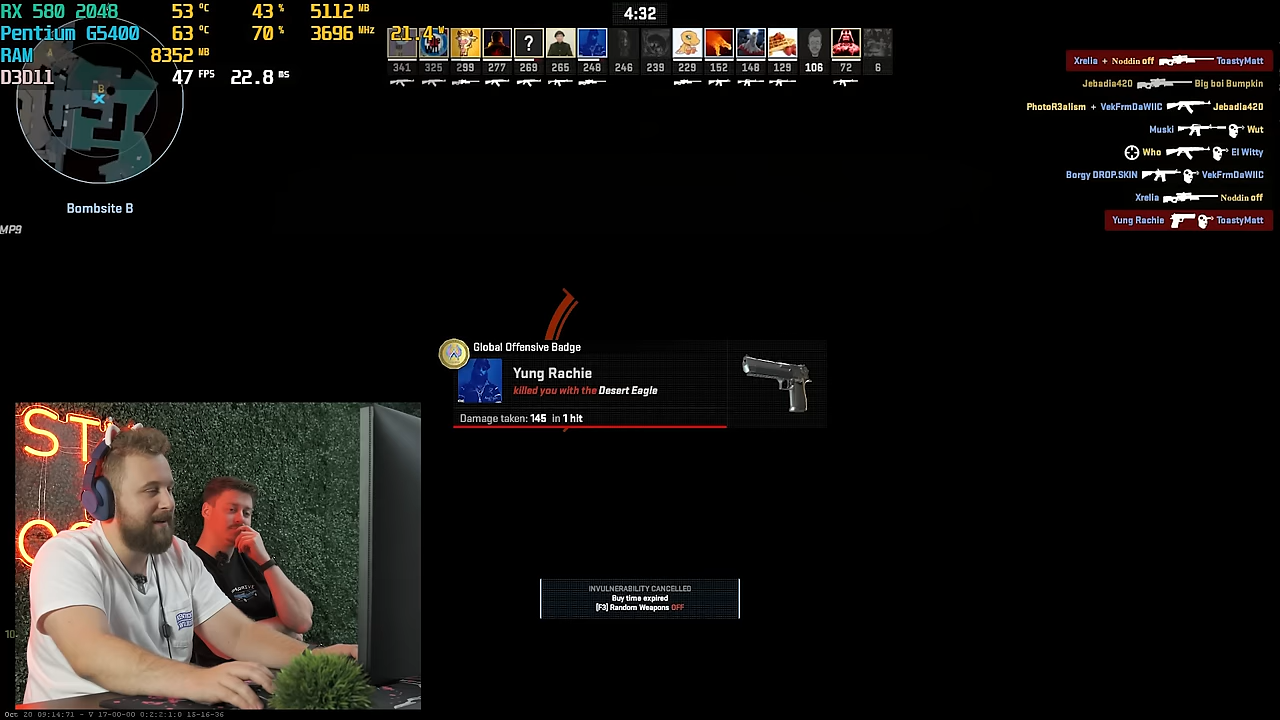 RX 580 2048 53 °C 43 % 5112 MB
Pentium G5400 63 °C 70 % 3696 MHz 21.4 W
RAM 8352 MB
D3D11 47 FPS 22.8 ms
4:32
?
341 325 299 277 269 265 248 246 239 229 152 148 129 106 72 6
A
B
Bombsite B
MP9
Xrella + Noddin off ToastyMatt
Jebadia420 Big boi Bumpkin
PhotoR3alism + VekFrmDaWIIC Jebadia420
Muski Wut
Who El Witty
Borgy DROP.SKIN VekFrmDaWIIC
Xrella Noddin off
Yung Rachie ToastyMatt
Global Offensive Badge
Yung Rachie
killed you with the Desert Eagle
Damage taken: 145 in 1 hit
INVULNERABILITY CANCELLED
Buy time expired
[F3] Random Weapons OFF
ST
10